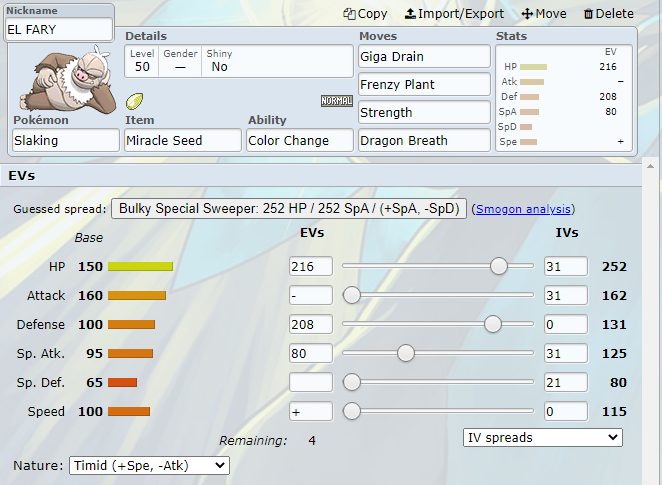 Nickname
EL FARY
Copy Import/Export Move Delete
Details
Level Gender Shiny
50 — No
NORMAL
Pokémon
Slaking
Item
Miracle Seed
Ability
Color Change
Moves
Giga Drain
Frenzy Plant
Strength
Dragon Breath
Stats
EV
HP 216
Atk −
Def 208
SpA 80
SpD
Spe +
EVs
Guessed spread: Bulky Special Sweeper: 252 HP / 252 SpA / (+SpA, -SpD) (Smogon analysis)
Base EVs IVs
HP 150 216 31 252
Attack 160 - 31 162
Defense 100 208 0 131
Sp. Atk. 95 80 31 125
Sp. Def. 65 21 80
Speed 100 + 0 115
Remaining: 4
IV spreads
Nature: Timid (+Spe, -Atk)